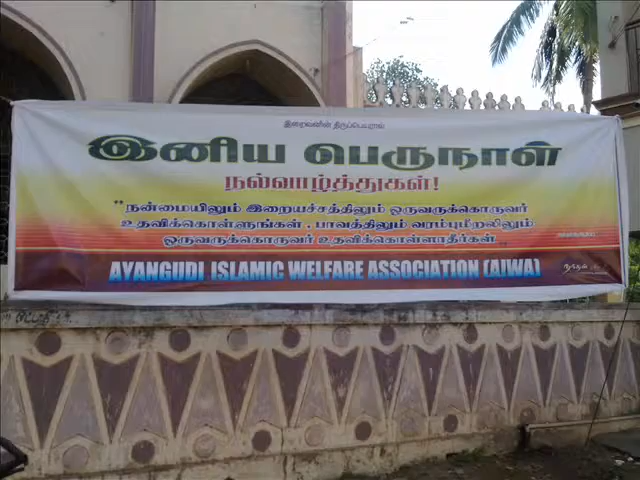 இறைவனின் திருப்பெயரால்
இனிய பெருநாள்
நல்வாழ்த்துகள்!
"நன்மையிலும் இறையச்சத்திலும் ஒருவருக்கொருவர்
உதவிக்கொள்ளுங்கள் . பாவத்திலும் வரம்புமீறலிலும்
ஒருவருக்கொருவர் உதவிக்கொள்ளாதீர்கள்"
AYANGUDI ISLAMIC WELFARE ASSOCIATION (AIWA)